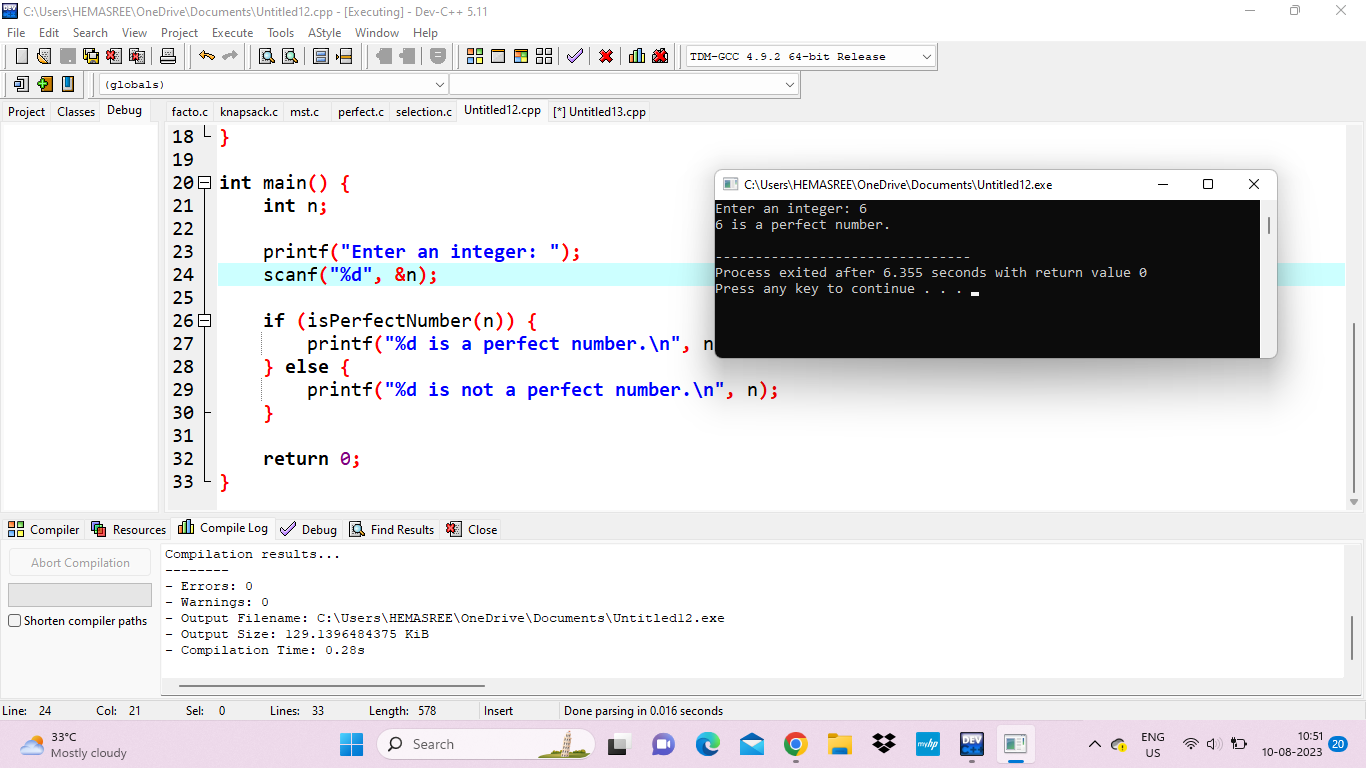 C:\Users\HEMASREE\OneDrive\Documents\Untitled12.cpp - [Executing] - Dev-C++ 5.11
File Edit Search View Project Execute Tools AStyle Window Help
TDM-GCC 4.9.2 64-bit Release
(globals)
Project Classes Debug
facto.c knapsack.c mst.c perfect.c selection.c Untitled12.cpp [*] Untitled13.cpp
18 }
19
20 int main() {
21 int n;
22
23 printf("Enter an integer: ");
24 scanf("%d", &n);
25
26 if (isPerfectNumber(n)) {
27 printf("%d is a perfect number.\n", n
28 } else {
29 printf("%d is not a perfect number.\n", n);
30 }
31
32 return 0;
33 }
C:\Users\HEMASREE\OneDrive\Documents\Untitled12.exe
Enter an integer: 6
6 is a perfect number.
--------------------------------
Process exited after 6.355 seconds with return value 0
Press any key to continue . . .
Compiler Resources Compile Log Debug Find Results Close
Abort Compilation
Shorten compiler paths
Compilation results...
--------
- Errors: 0
- Warnings: 0
- Output Filename: C:\Users\HEMASREE\OneDrive\Documents\Untitled12.exe
- Output Size: 129.1396484375 KiB
- Compilation Time: 0.28s
Line: 24 Col: 21 Sel: 0 Lines: 33 Length: 578 Insert Done parsing in 0.016 seconds
33°C
Mostly cloudy
Search
DEV
myhp
DEV
ENG
US
10:51
10-08-2023
20